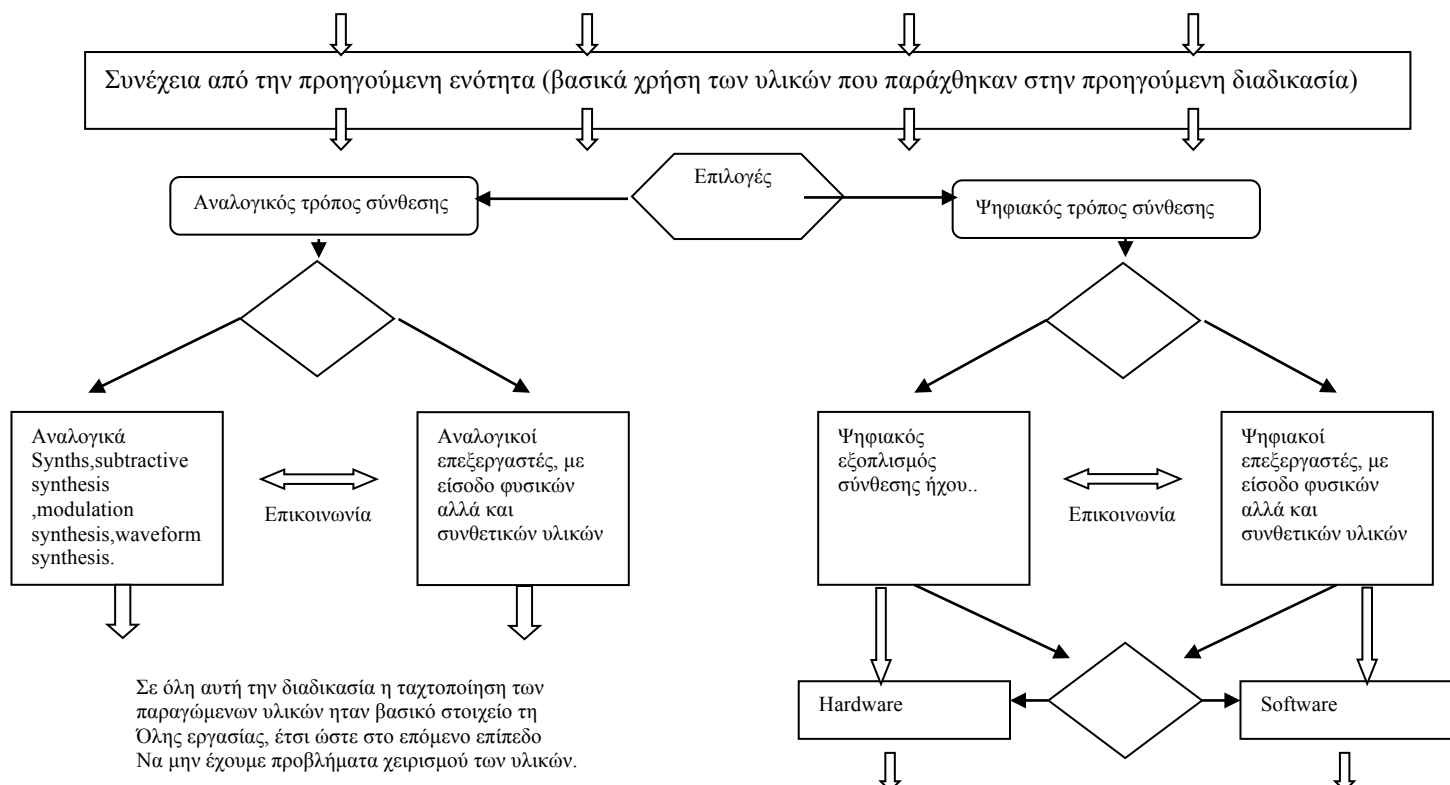 Συνέχεια από την προηγούμενη ενότητα (βασικά χρήση των υλικών που παράχθηκαν στην προηγούμενη διαδικασία)
Επιλογές
Αναλογικός τρόπος σύνθεσης
Ψηφιακός τρόπος σύνθεσης
Αναλογικά
Synths,subtractive
synthesis
,modulation
synthesis,waveform
synthesis.
Επικοινωνία
Αναλογικοί
επεξεργαστές, με
είσοδο φυσικών
αλλά και
συνθετικών υλικών
Ψηφιακός
εξοπλισμός
σύνθεσης ήχου..
Επικοινωνία
Ψηφιακοί
επεξεργαστές, με
είσοδο φυσικών
αλλά και
συνθετικών υλικών
Σε όλη αυτή την διαδικασία η ταχτοποίηση των
παραγώμενων υλικών ηταν βασικό στοιχείο τη
Όλης εργασίας, έτσι ώστε στο επόμενο επίπεδο
Να μην έχουμε προβλήματα χειρισμού των υλικών.
Hardware
Software